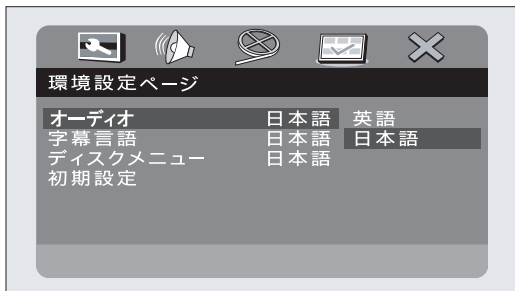 環境設定ページ
オーディオ 日本語 英語
字幕言語 日本語 日本語
ディスクメニュー 日本語
初期設定